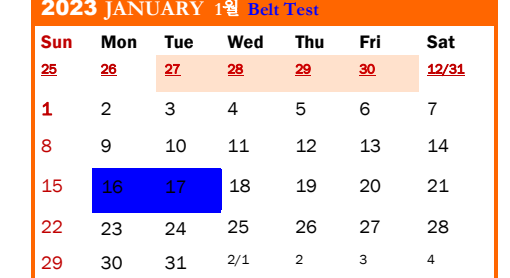 2023 JANUARY 1월 Belt Test
Sun Mon Tue Wed Thu Fri Sat
25 26 27 28 29 30 12/31
1 2 3 4 5 6 7
8 9 10 11 12 13 14
15 16 17 18 19 20 21
22 23 24 25 26 27 28
29 30 31 2/1 2 3 4